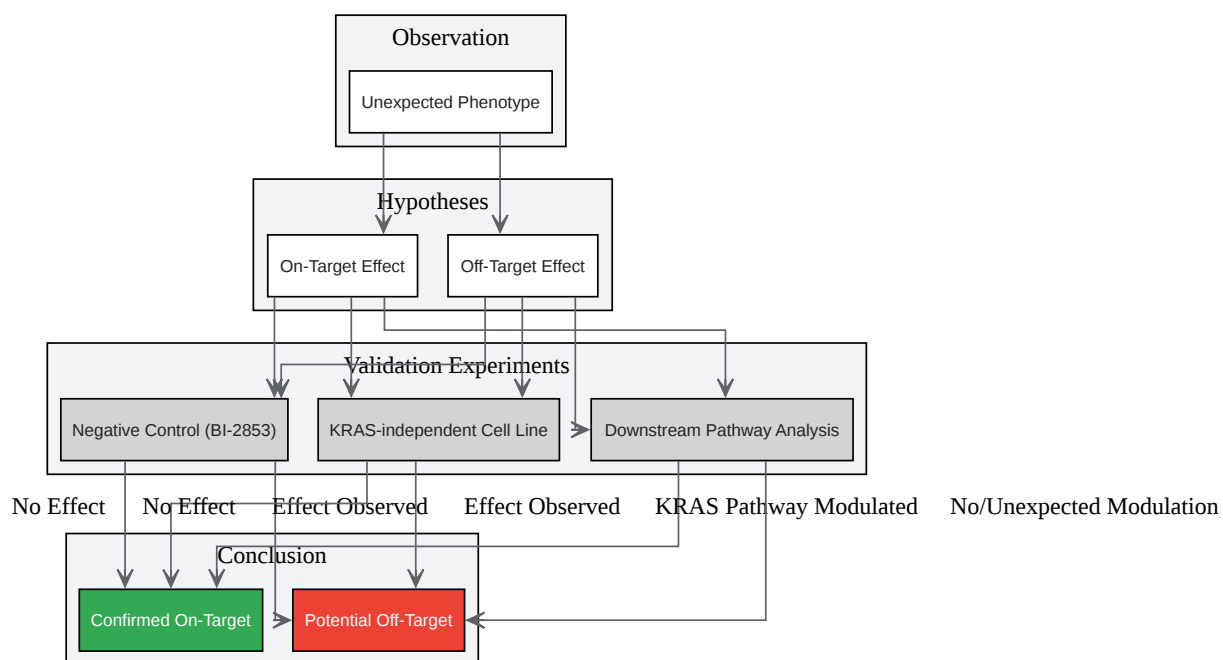 Observation
Unexpected Phenotype
Hypotheses
On-Target Effect
Off-Target Effect
Validation Experiments
Negative Control (BI-2853)
KRAS-independent Cell Line
Downstream Pathway Analysis
No Effect
No Effect
Effect Observed
Effect Observed
KRAS Pathway Modulated
No/Unexpected Modulation
Conclusion
Confirmed On-Target
Potential Off-Target